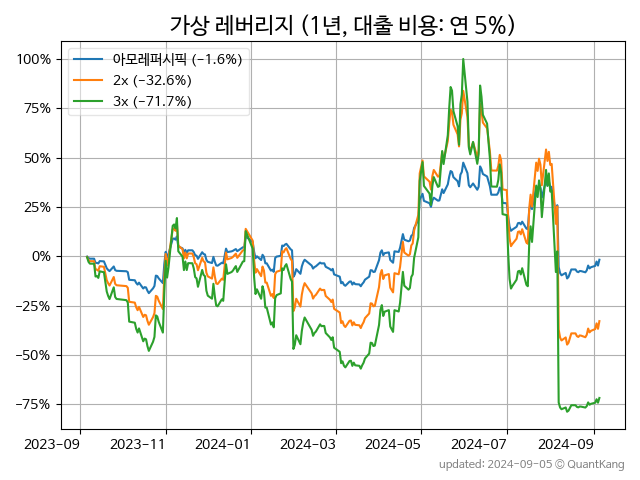 가상 레버리지 (1년, 대출 비용: 연 5%)
아모레퍼시픽 (−1.6%)
2x (−32.6%)
3x (−71.7%)
100%
75%
50%
25%
0%
−25%
−50%
−75%
2023-09 2023-11 2024-01 2024-03 2024-05 2024-07 2024-09
updated: 2024-09-05 © QuantKang